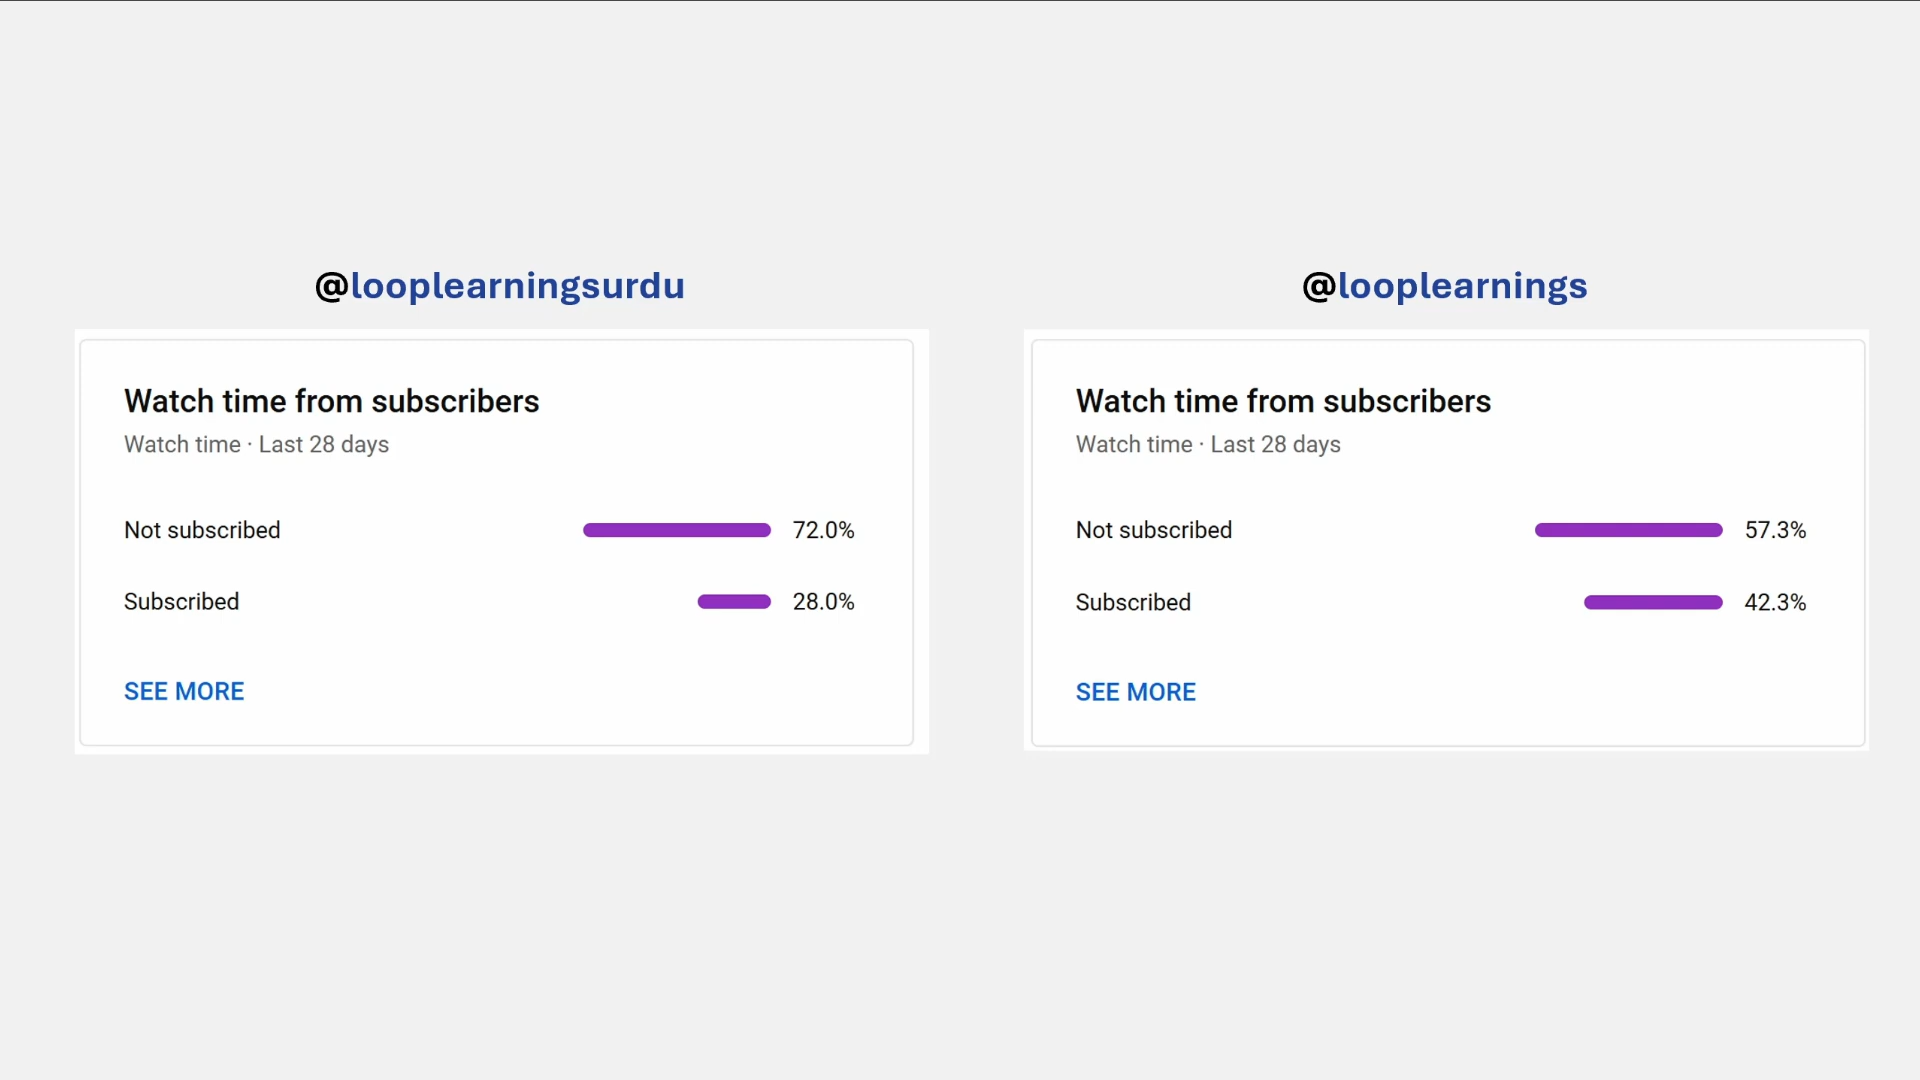 @looplearningsurdu
Watch time from subscribers
Watch time · Last 28 days
Not subscribed 72.0%
Subscribed 28.0%
SEE MORE
@looplearnings
Watch time from subscribers
Watch time · Last 28 days
Not subscribed 57.3%
Subscribed 42.3%
SEE MORE